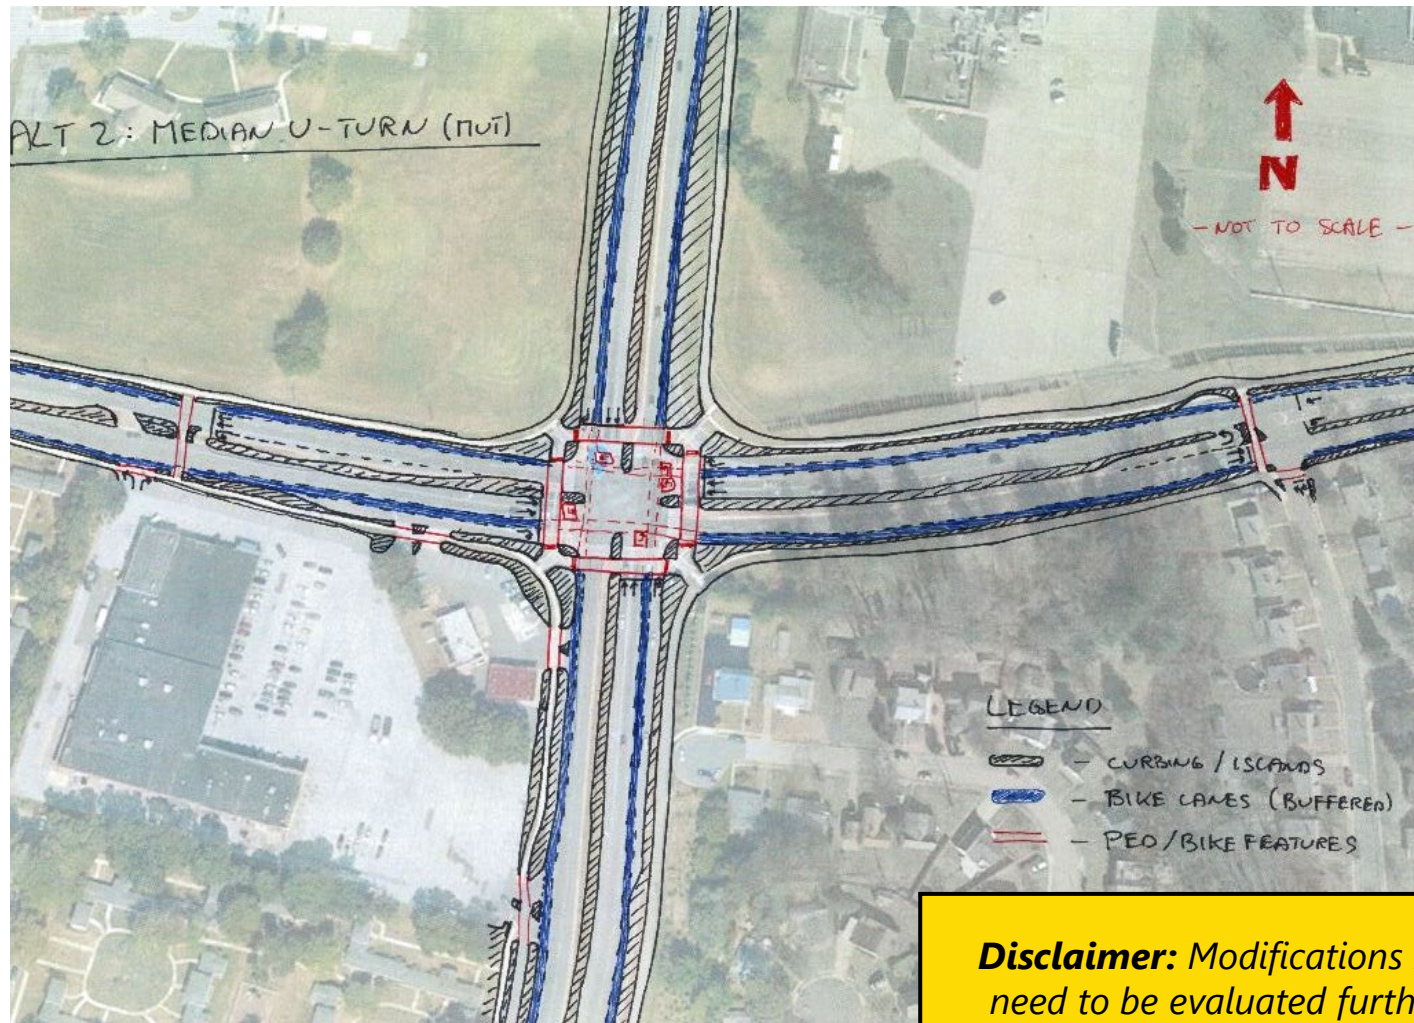 ALT 2: MEDIAN U-TURN (MUT)
N
- NOT TO SCALE -
LEGEND
- CURBING / ISLANDS
- BIKE LANES (BUFFERED)
- PED/BIKE FEATURES
Disclaimer: Modifications
need to be evaluated furth